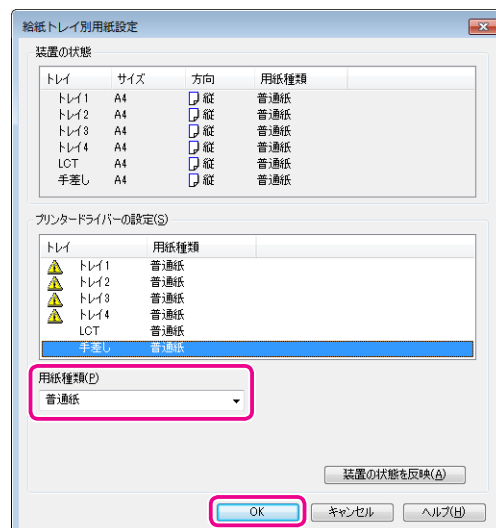 給紙トレイ別用紙設定
装置の状態
トレイ サイズ 方向 用紙種類
トレイ1 A4 縦 普通紙
トレイ2 A4 縦 普通紙
トレイ3 A4 縦 普通紙
トレイ4 A4 縦 普通紙
LCT A4 縦 普通紙
手差し A4 縦 普通紙
プリンタードライバーの設定(S)
トレイ 用紙種類
トレイ1 普通紙
トレイ2 普通紙
トレイ3 普通紙
トレイ4 普通紙
LCT 普通紙
手差し 普通紙
用紙種類(P)
普通紙
装置の状態を反映(A)
OK キャンセル ヘルプ(H)